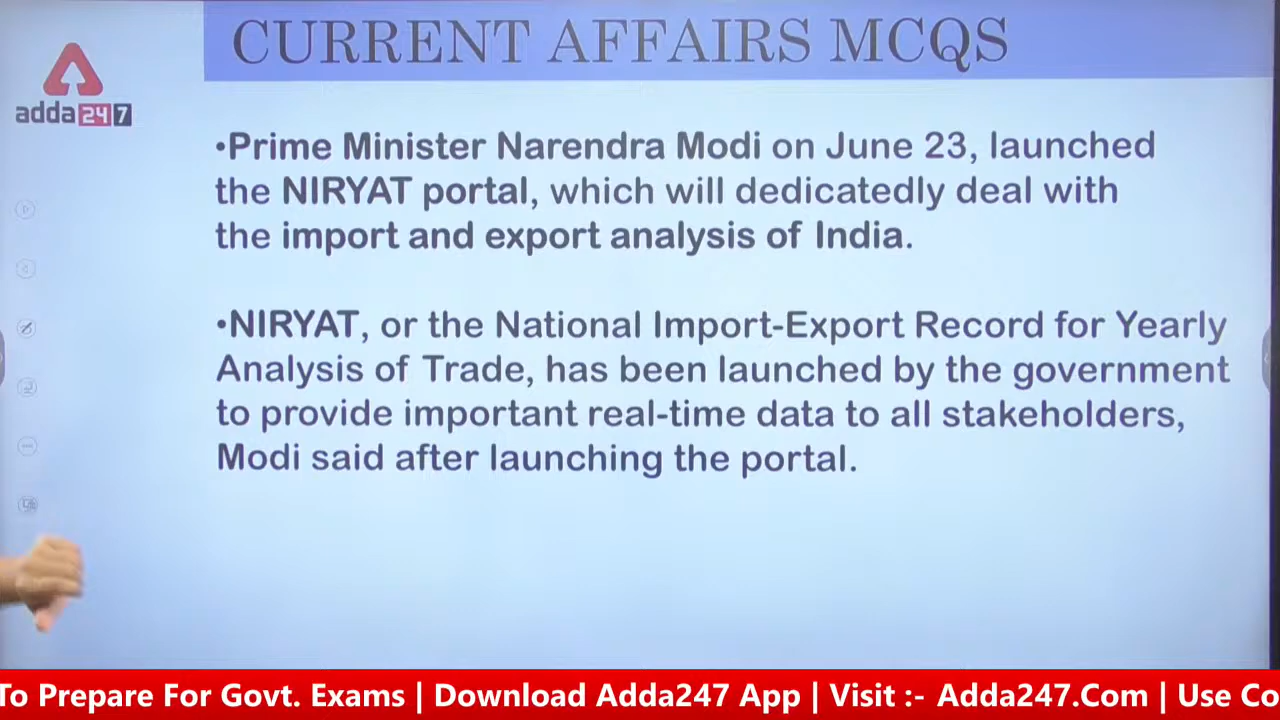 CURRENT AFFAIRS MCQS
adda247
•Prime Minister Narendra Modi on June 23, launched
the NIRYAT portal, which will dedicatedly deal with
the import and export analysis of India.
•NIRYAT, or the National Import-Export Record for Yearly
Analysis of Trade, has been launched by the government
to provide important real-time data to all stakeholders,
Modi said after launching the portal.
To Prepare For Govt. Exams | Download Adda247 App | Visit :- Adda247.Com | Use Co